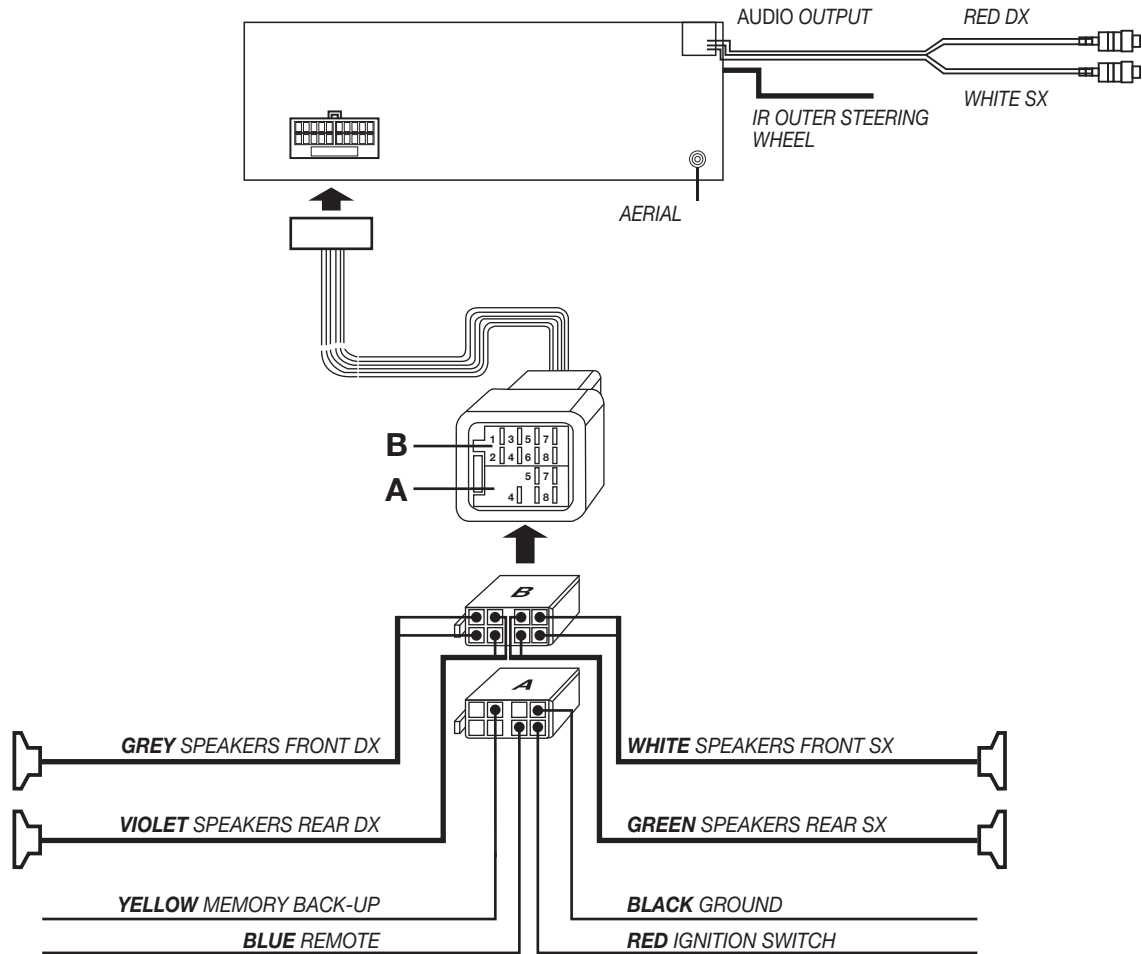 AUDIO OUTPUT
RED DX
WHITE SX
IR OUTER STEERING
WHEEL
AERIAL
B
1 3 5 7
2 4 6 8
A
5 7
4 8
B
A
GREY SPEAKERS FRONT DX
WHITE SPEAKERS FRONT SX
VIOLET SPEAKERS REAR DX
GREEN SPEAKERS REAR SX
YELLOW MEMORY BACK-UP
BLACK GROUND
BLUE REMOTE
RED IGNITION SWITCH